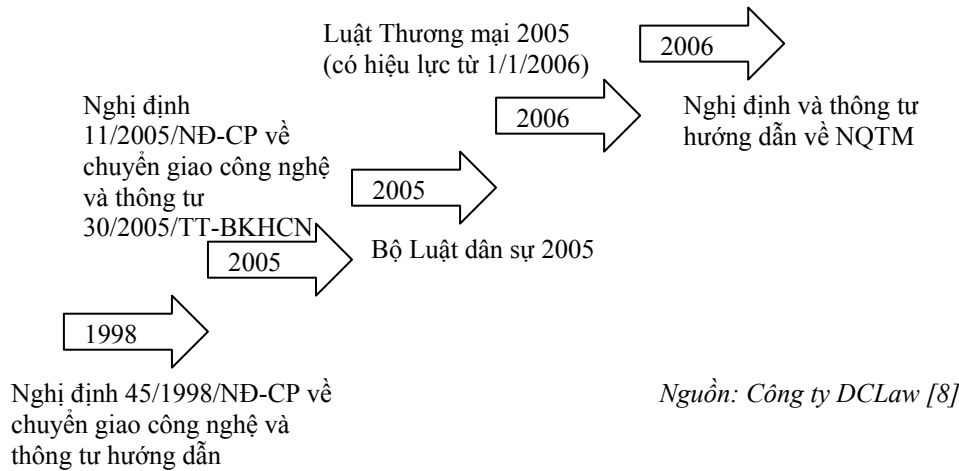 Luật Thương mại 2005
(có hiệu lực từ 1/1/2006)
2006
Nghị định và thông tư
hướng dẫn về NQTM
2006
Nghị định
11/2005/NĐ-CP về
chuyển giao công nghệ
và thông tư
30/2005/TT-BKHCN
2005
Bộ Luật dân sự 2005
2005
1998
Nghị định 45/1998/NĐ-CP về
chuyển giao công nghệ và
thông tư hướng dẫn
Nguồn: Công ty DCLaw [8]